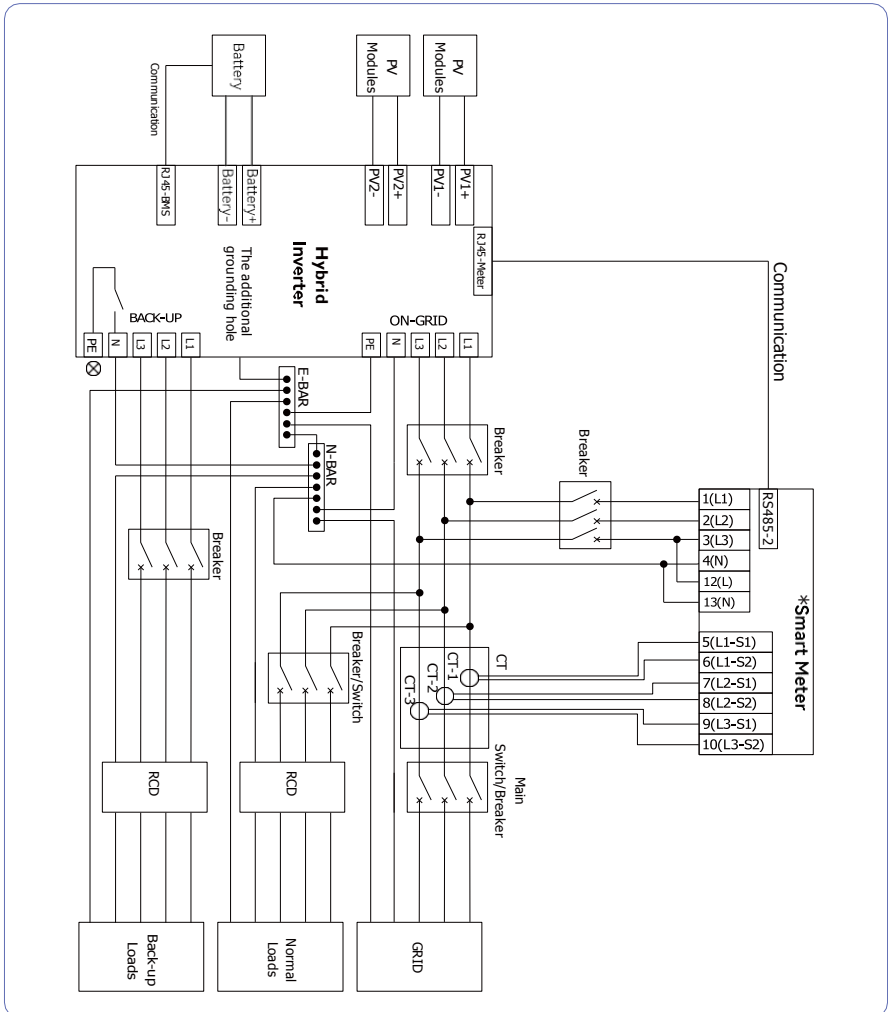 Battery
Communication
PV
Modules
PV
Modules
RJ45-BMS
Battery-
Battery+
PV2-
PV2+
PV1-
PV1+
RJ45-Meter
Hybrid
Inverter
The additional
grounding hole
BACK-UP
ON-GRID
PE
N
L3
L2
L1
PE
N
L3
L2
L1
Communication
E-BAR
N-BAR
Breaker
Breaker
RS485-2
1(L1)
2(L2)
3(L3)
4(N)
12(L)
13(N)
*Smart Meter
5(L1-S1)
6(L1-S2)
7(L2-S1)
8(L2-S2)
9(L3-S1)
10(L3-S2)
Breaker
Breaker/Switch
CT
CT-1
CT-2
CT-3
Main
Switch/Breaker
RCD
RCD
Back-up
Loads
Normal
Loads
GRID